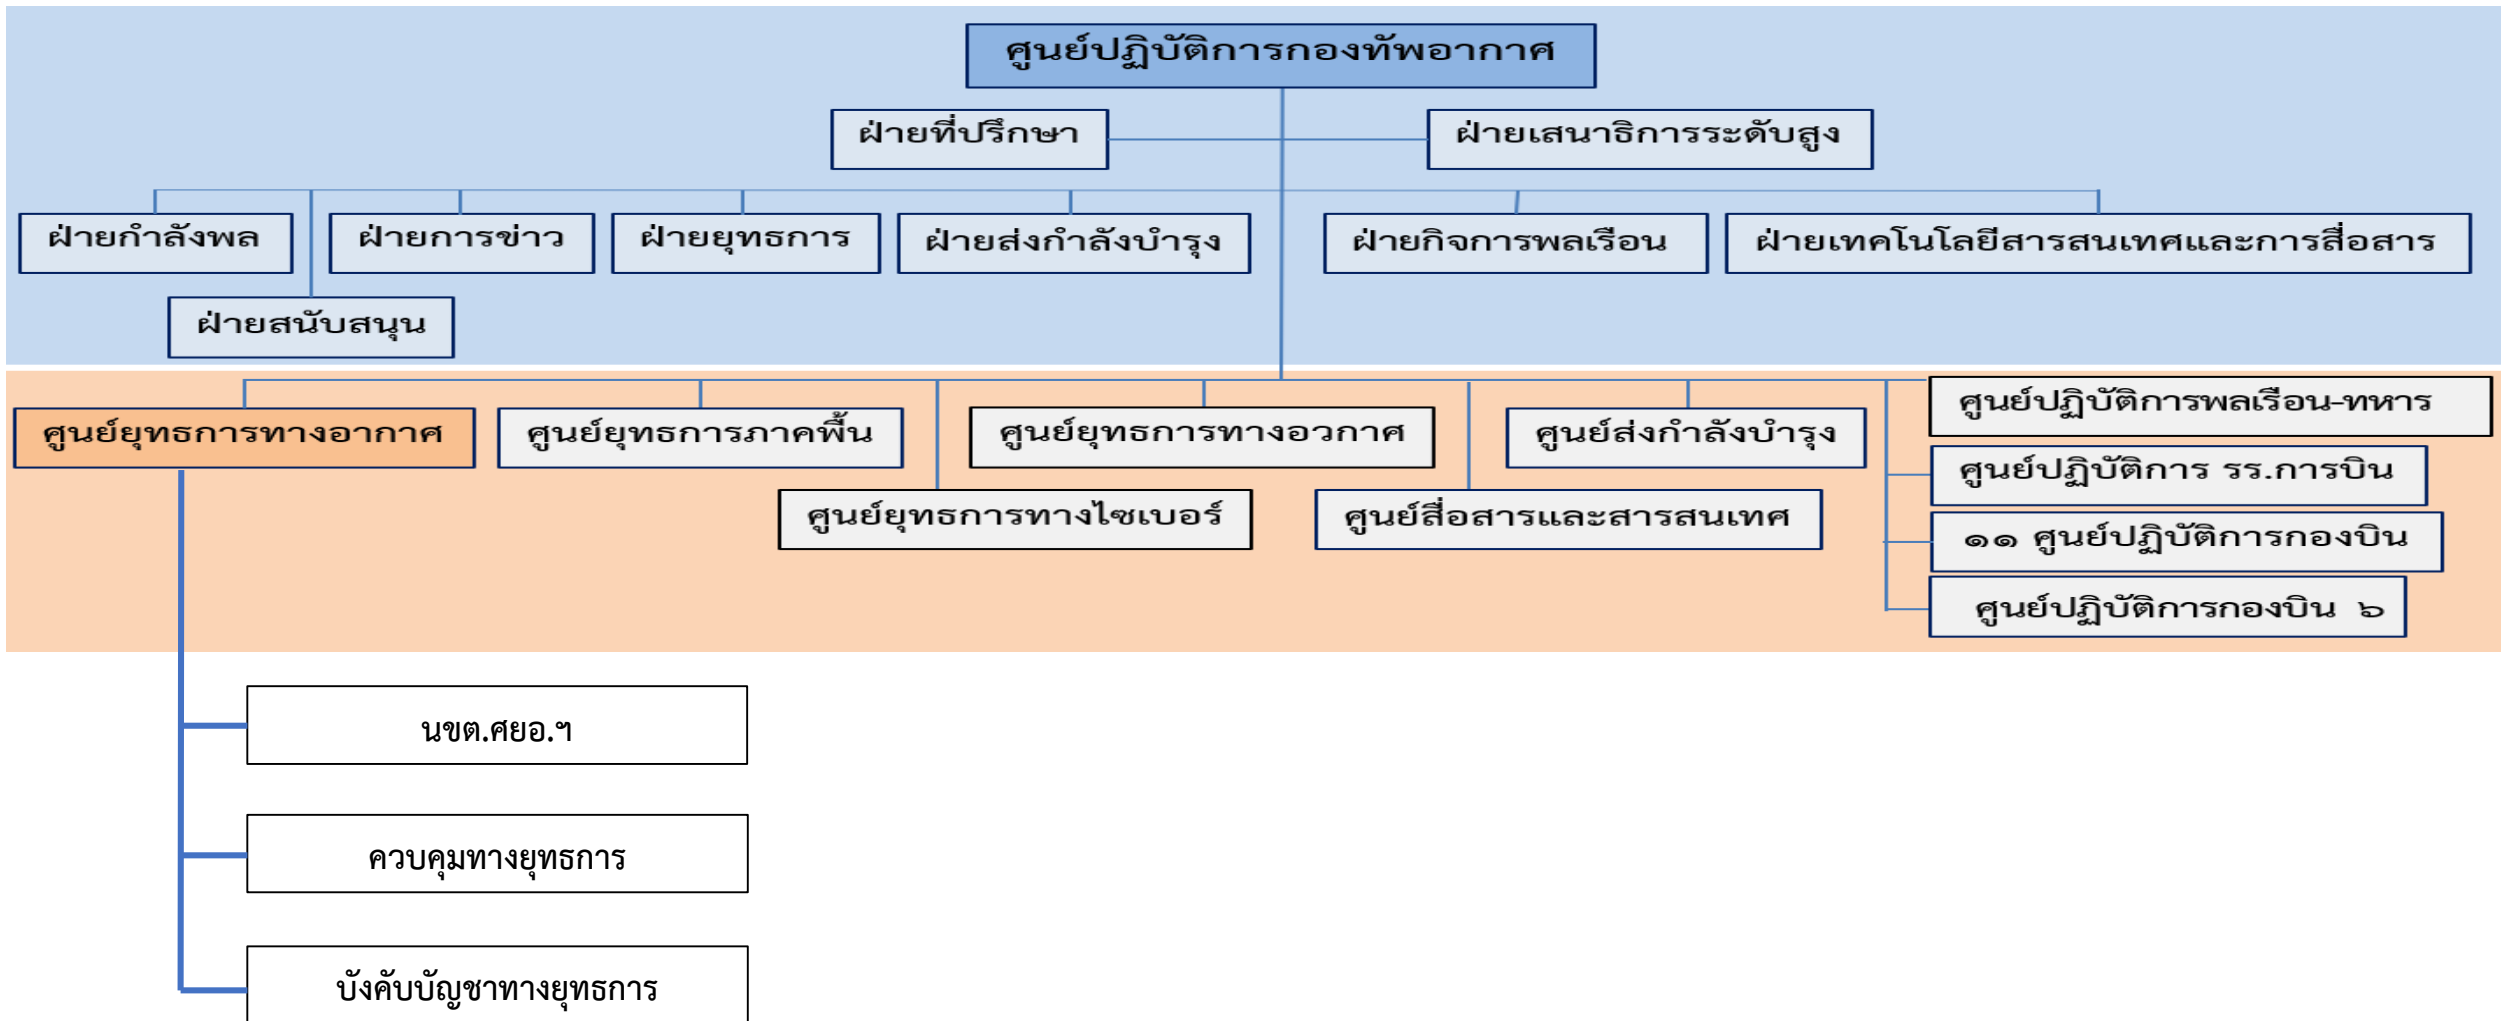 ศูนย์ปฏิบัติการกองทัพอากาศ
ฝ่ายที่ปรึกษา
ฝ่ายเสนาธิการระดับสูง
ฝ่ายกำลังพล
ฝ่ายการข่าว
ฝ่ายยุทธการ
ฝ่ายส่งกำลังบำรุง
ฝ่ายกิจการพลเรือน
ฝ่ายเทคโนโลยีสารสนเทศและการสื่อสาร
ฝ่ายสนับสนุน
ศูนย์ยุทธการทางอากาศ
ศูนย์ยุทธการภาคพื้น
ศูนย์ยุทธการทางอวกาศ
ศูนย์ส่งกำลังบำรุง
ศูนย์ปฏิบัติการพลเรือน-ทหาร
ศูนย์ปฏิบัติการ รร.การบิน
ศูนย์ยุทธการทางไซเบอร์
ศูนย์สื่อสารและสารสนเทศ
๑๑ ศูนย์ปฏิบัติการกองบิน
ศูนย์ปฏิบัติการกองบิน ๖
นขต.ศยอ.ฯ
ควบคุมทางยุทธการ
บังคับบัญชาทางยุทธการ